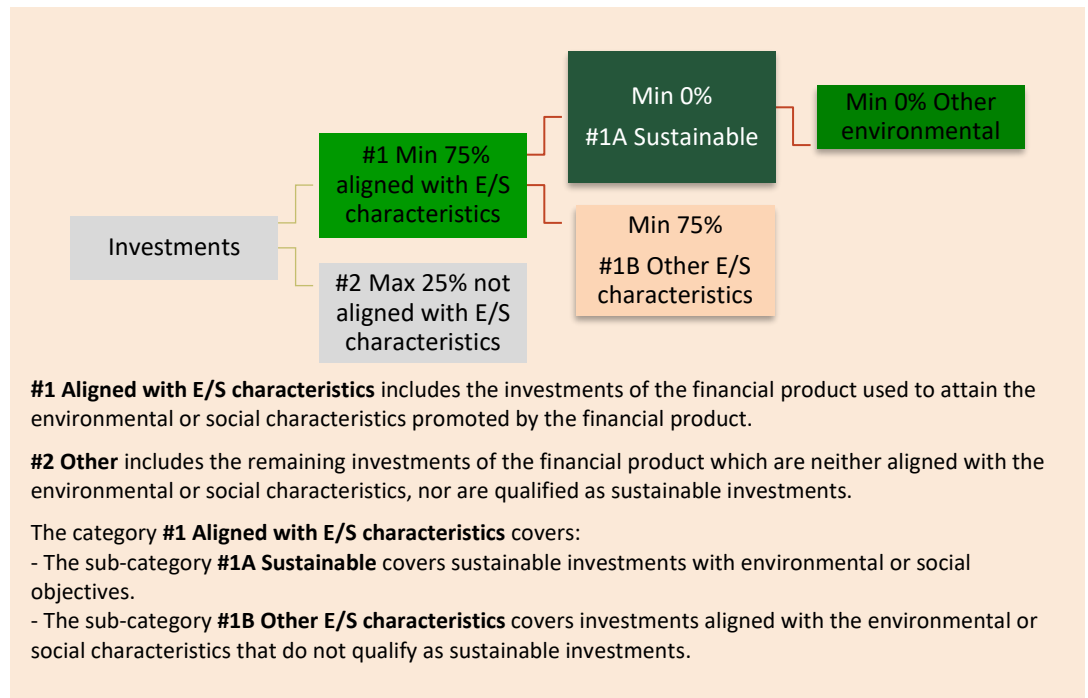 Min 0%
#1A Sustainable
Min 0% Other
environmental
#1 Min 75%
aligned with E/S
characteristics
Min 75%
#1B Other E/S
characteristics
Investments
#2 Max 25% not
aligned with E/S
characteristics
#1 Aligned with E/S characteristics includes the investments of the financial product used to attain the
environmental or social characteristics promoted by the financial product.
#2 Other includes the remaining investments of the financial product which are neither aligned with the
environmental or social characteristics, nor are qualified as sustainable investments.
The category #1 Aligned with E/S characteristics covers:
- The sub-category #1A Sustainable covers sustainable investments with environmental or social
objectives.
- The sub-category #1B Other E/S characteristics covers investments aligned with the environmental or
social characteristics that do not qualify as sustainable investments.